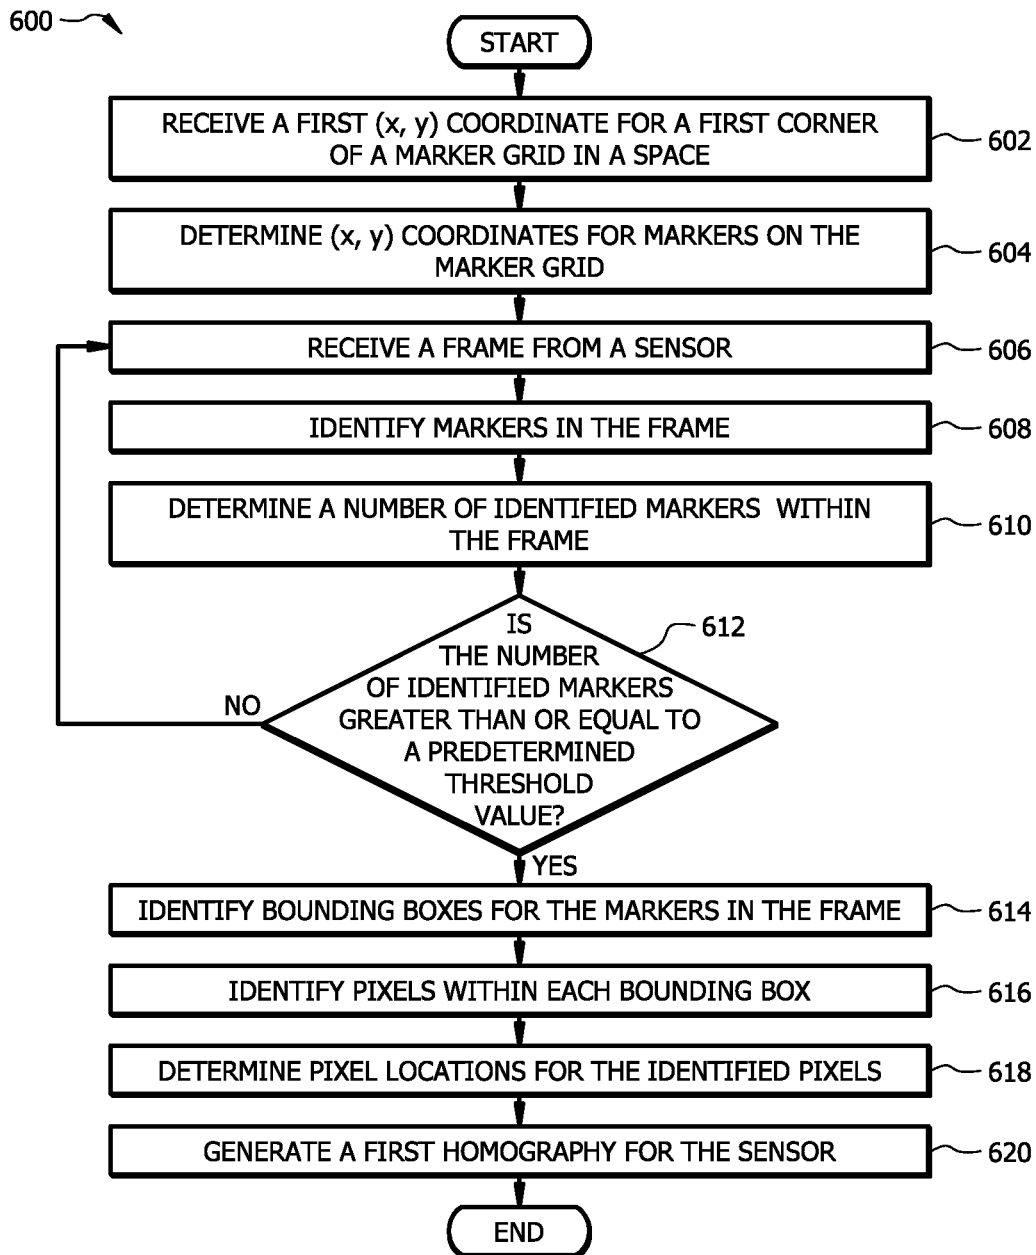 600
START
RECEIVE A FIRST (x, y) COORDINATE FOR A FIRST CORNER
OF A MARKER GRID IN A SPACE
602
DETERMINE (x, y) COORDINATES FOR MARKERS ON THE
MARKER GRID
604
RECEIVE A FRAME FROM A SENSOR
606
IDENTIFY MARKERS IN THE FRAME
608
DETERMINE A NUMBER OF IDENTIFIED MARKERS WITHIN
THE FRAME
610
IS
THE NUMBER
OF IDENTIFIED MARKERS
GREATER THAN OR EQUAL TO
A PREDETERMINED
THRESHOLD
VALUE?
612
NO
YES
IDENTIFY BOUNDING BOXES FOR THE MARKERS IN THE FRAME
614
IDENTIFY PIXELS WITHIN EACH BOUNDING BOX
616
DETERMINE PIXEL LOCATIONS FOR THE IDENTIFIED PIXELS
618
GENERATE A FIRST HOMOGRAPHY FOR THE SENSOR
620
END